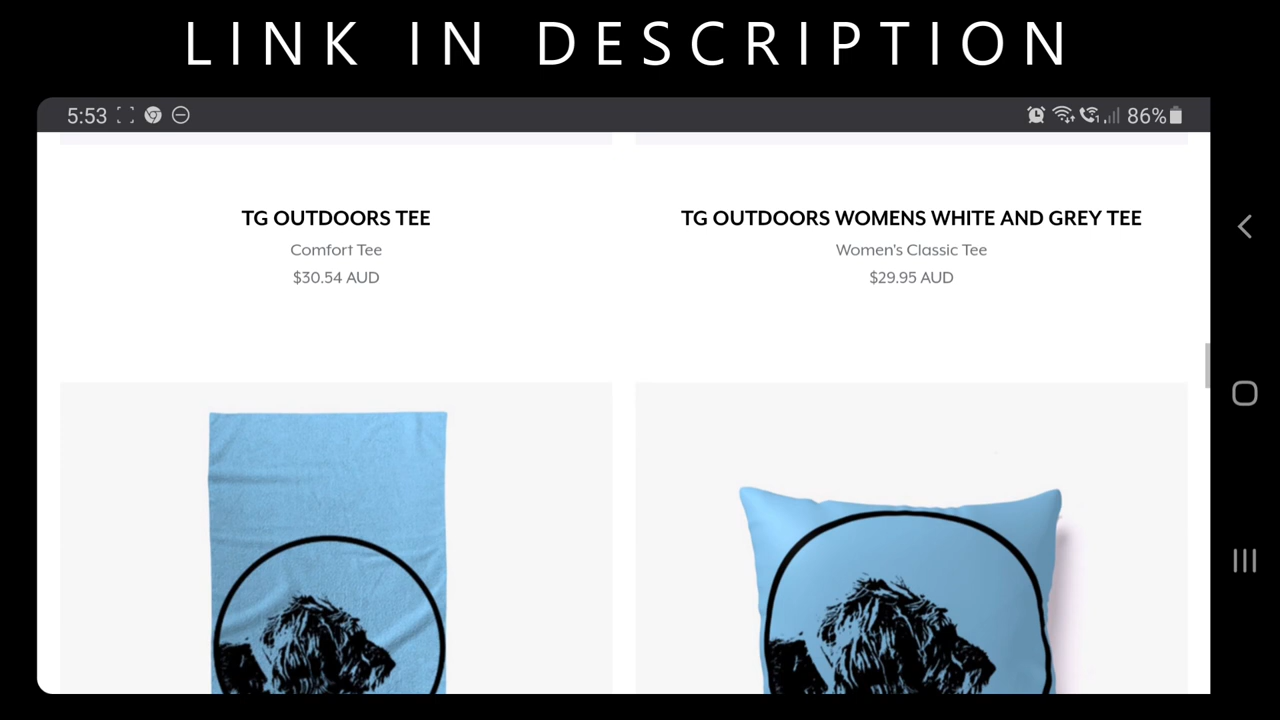 LINK IN DESCRIPTION
5:53 86%
TG OUTDOORS TEE
Comfort Tee
$30.54 AUD
TG OUTDOORS WOMENS WHITE AND GREY TEE
Women's Classic Tee
$29.95 AUD